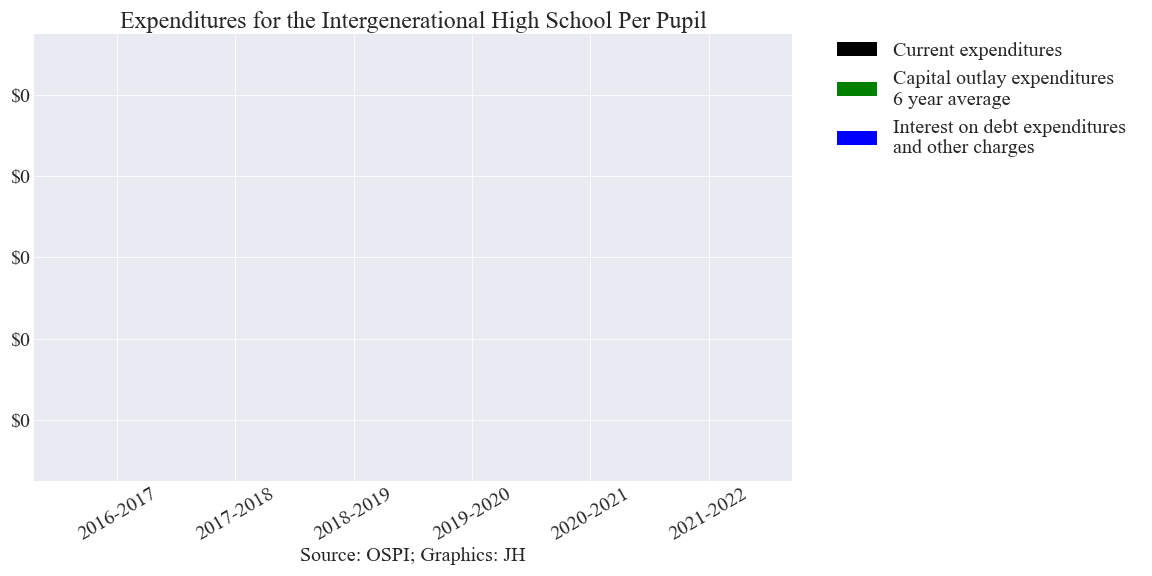 Expenditures for the Intergenerational High School Per Pupil
Current expenditures
Capital outlay expenditures
6 year average
Interest on debt expenditures
and other charges
$0
$0
$0
$0
$0
2016-2017
2017-2018
2018-2019
2019-2020
2020-2021
2021-2022
Source: OSPI; Graphics: JH